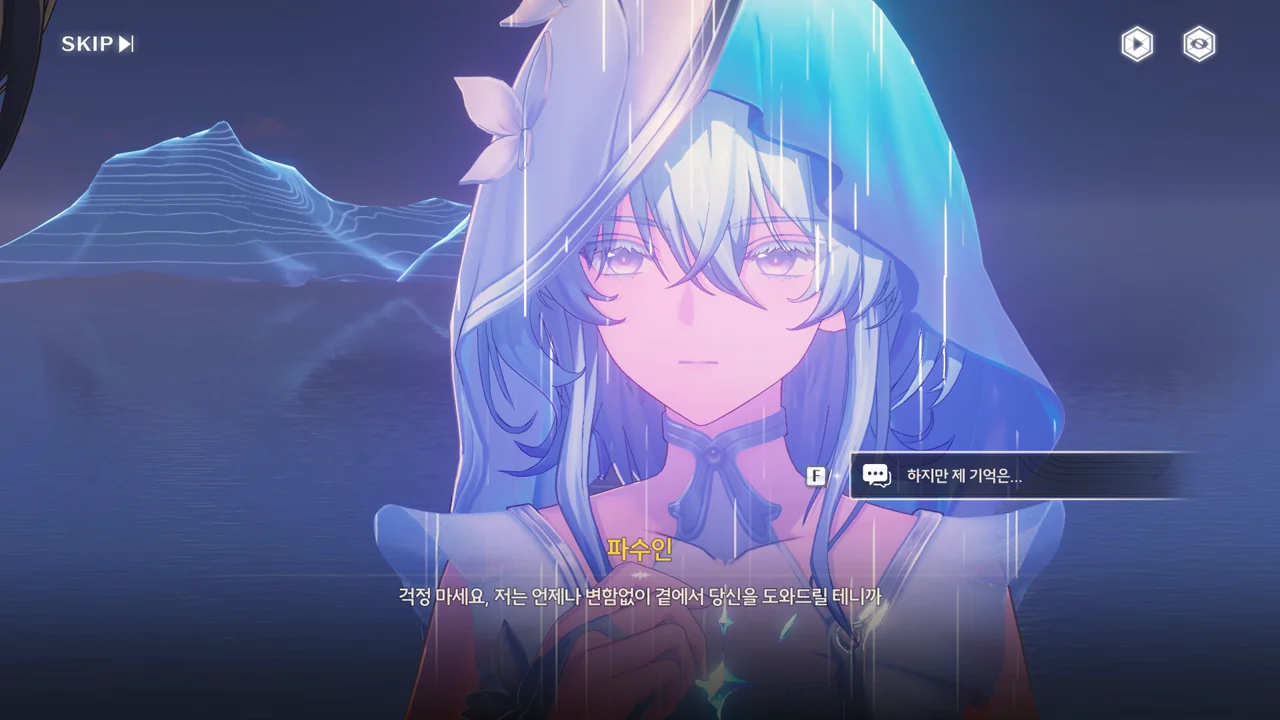 SKIP
하지만 제 기억은...
F
파수인
걱정 마세요, 저는 언제나 변함없이 곁에서 당신을 도와드릴 테니까